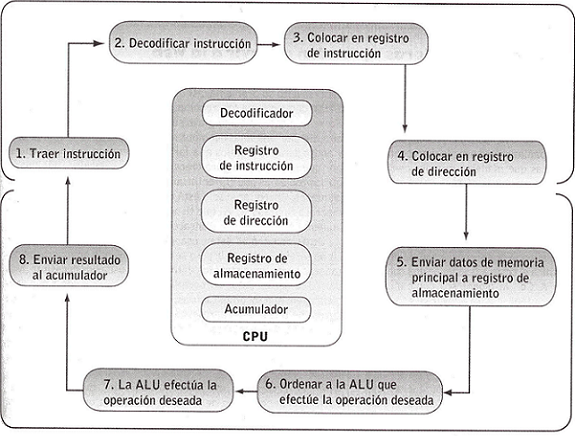 2. Decodificar instrucción
3. Colocar en registro
de instrucción
1. Traer instrucción
4. Colocar en registro
de dirección
Decodificador
Registro
de instrucción
Registro
de dirección
Registro de
almacenamiento
Acumulador
CPU
8. Enviar resultado
al acumulador
5. Enviar datos de memoria
principal a registro de
almacenamiento
7. La ALU efectúa la
operación deseada
6. Ordenar a la ALU que
efectúe la operación deseada